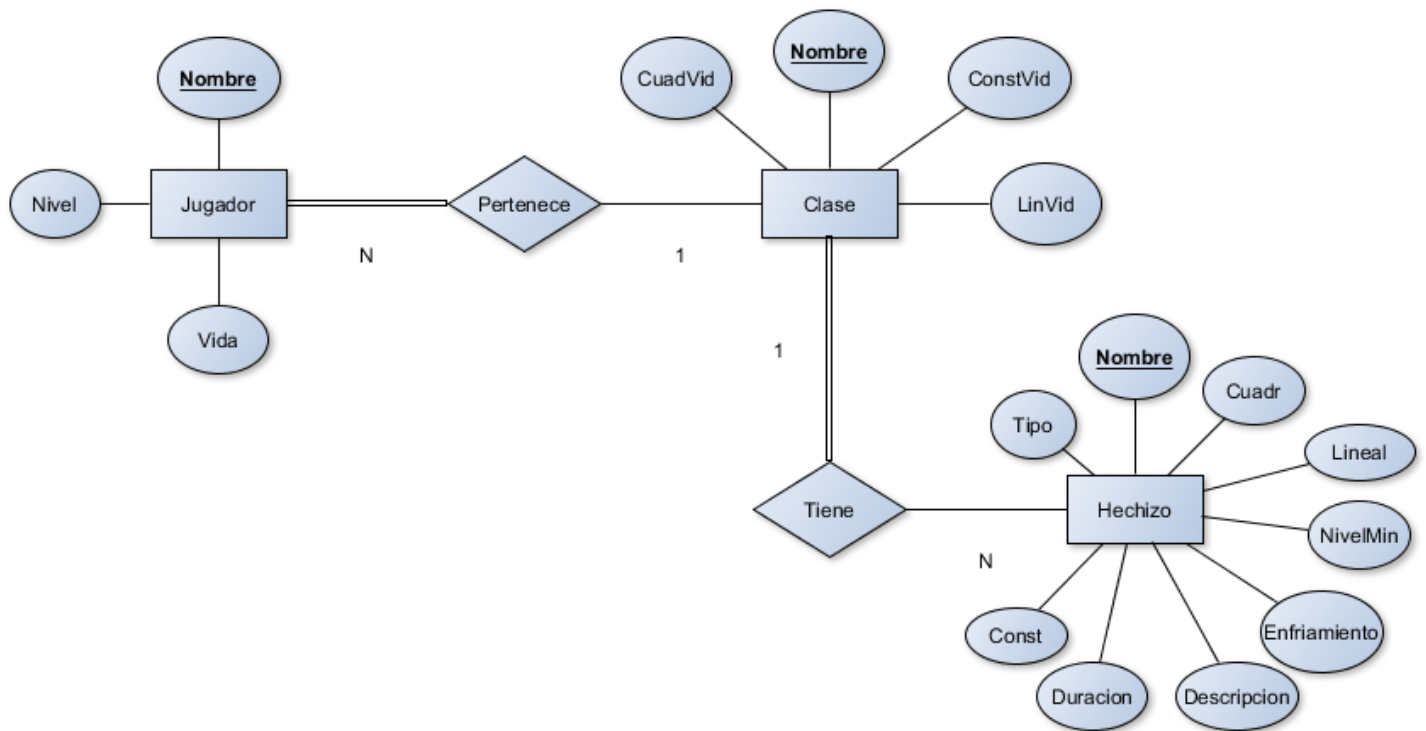 Nombre
Nivel
Jugador
Vida
N
Pertenece
1
CuadVid
Nombre
ConstVid
Clase
LinVid
1
Tiene
N
Nombre
Tipo
Cuadr
Lineal
Hechizo
NivelMin
Enfriamiento
Const
Duracion
Descripcion